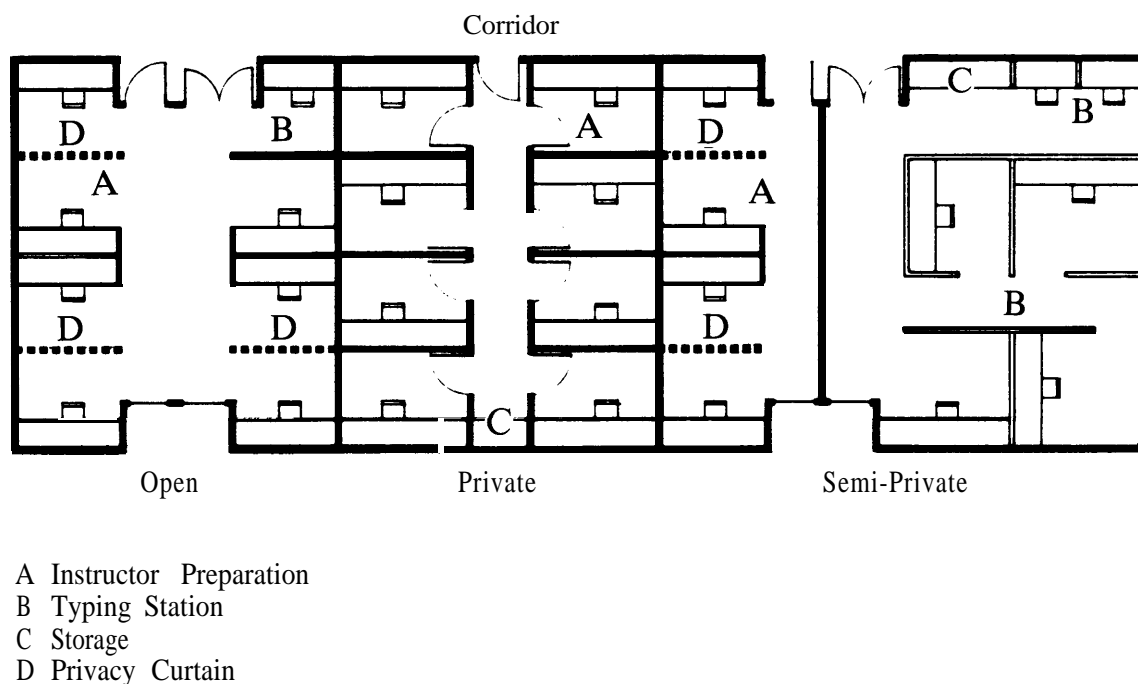 Corridor
C
B
D
B
A
D
A
A
D
D
B
D
C
Open
Private
Semi-Private
A Instructor Preparation
B Typing Station
C Storage
D Privacy Curtain